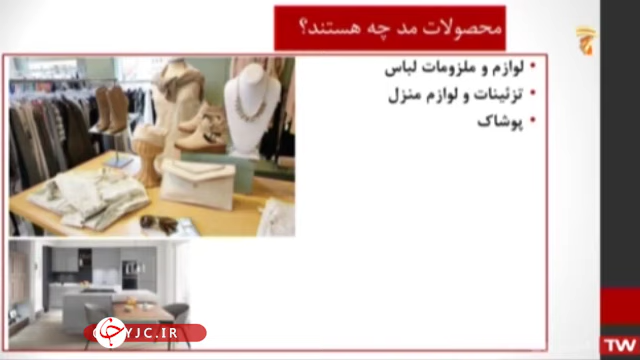 محصولات مد چه هستند؟
• لوازم و ملزومات لباس
• تزئینات و لوازم منزل
• پوشاک
YJC.IR
TW